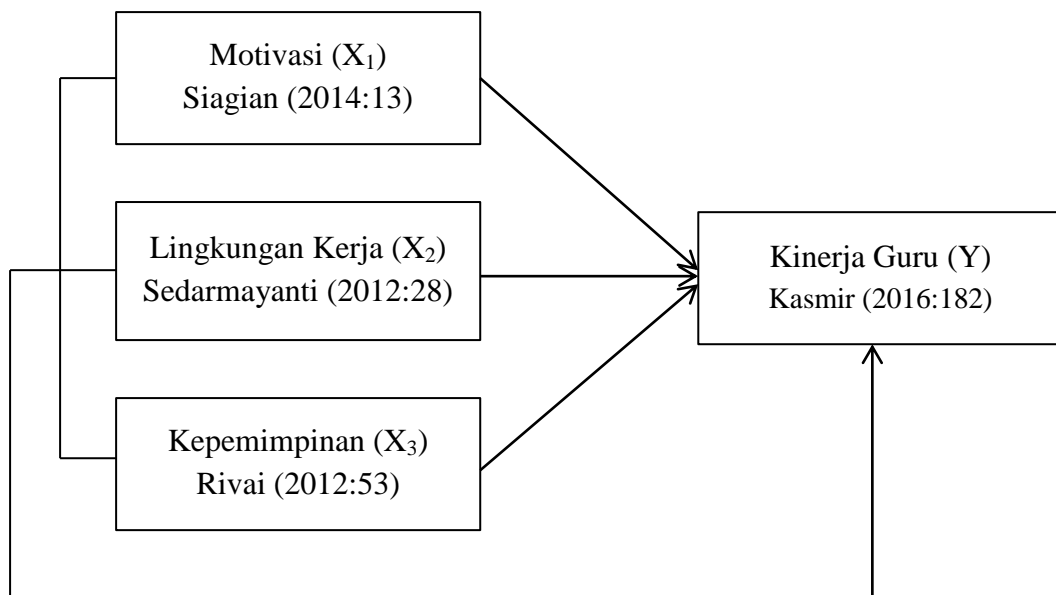 Motivasi (X₁)
Siagian (2014:13)
Lingkungan Kerja (X₂)
Sedarmayanti (2012:28)
Kinerja Guru (Y)
Kasmir (2016:182)
Kepemimpinan (X₃)
Rivai (2012:53)